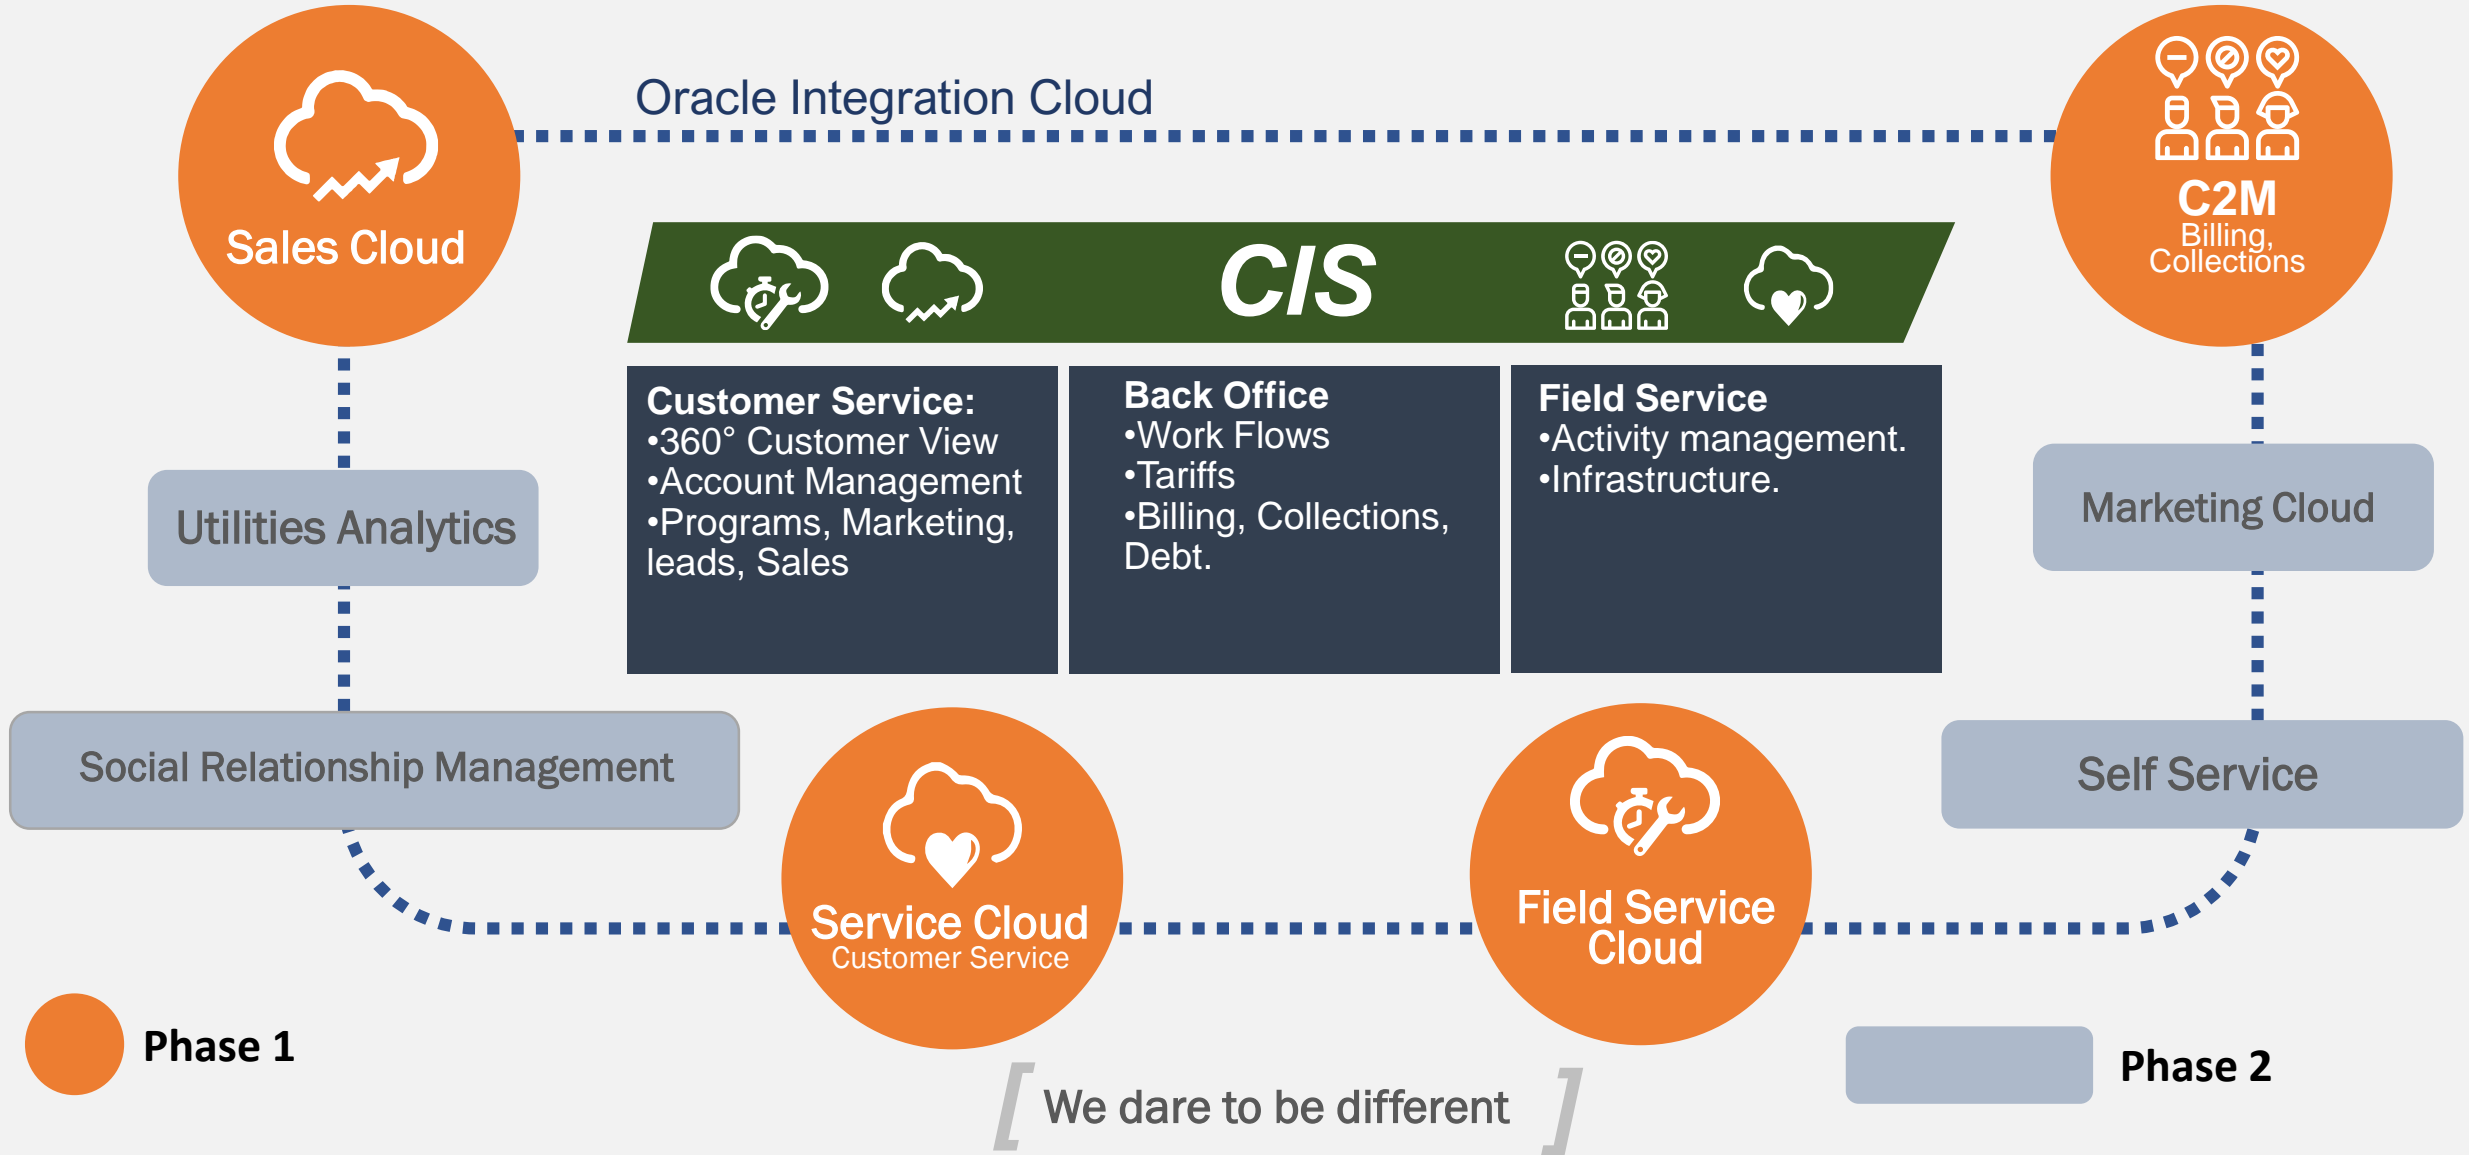 Oracle Integration Cloud
Sales Cloud
C2M
Billing,
Collections
CIS
Customer Service:
•360° Customer View
•Account Management
•Programs, Marketing,
leads, Sales
Back Office
•Work Flows
•Tariffs
•Billing, Collections,
Debt.
Field Service
•Activity management.
•Infrastructure.
Utilities Analytics
Marketing Cloud
Social Relationship Management
Self Service
Service Cloud
Customer Service
Field Service
Cloud
Phase 1
[ We dare to be different ]
Phase 2